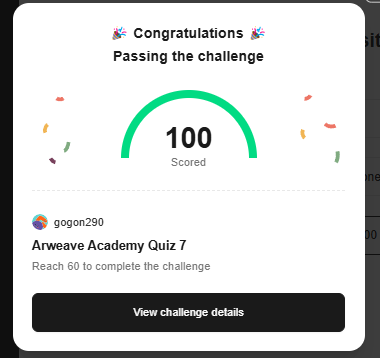 Congratulations
Passing the challenge
100
Scored
gogon290
Arweave Academy Quiz 7
Reach 60 to complete the challenge
View challenge details